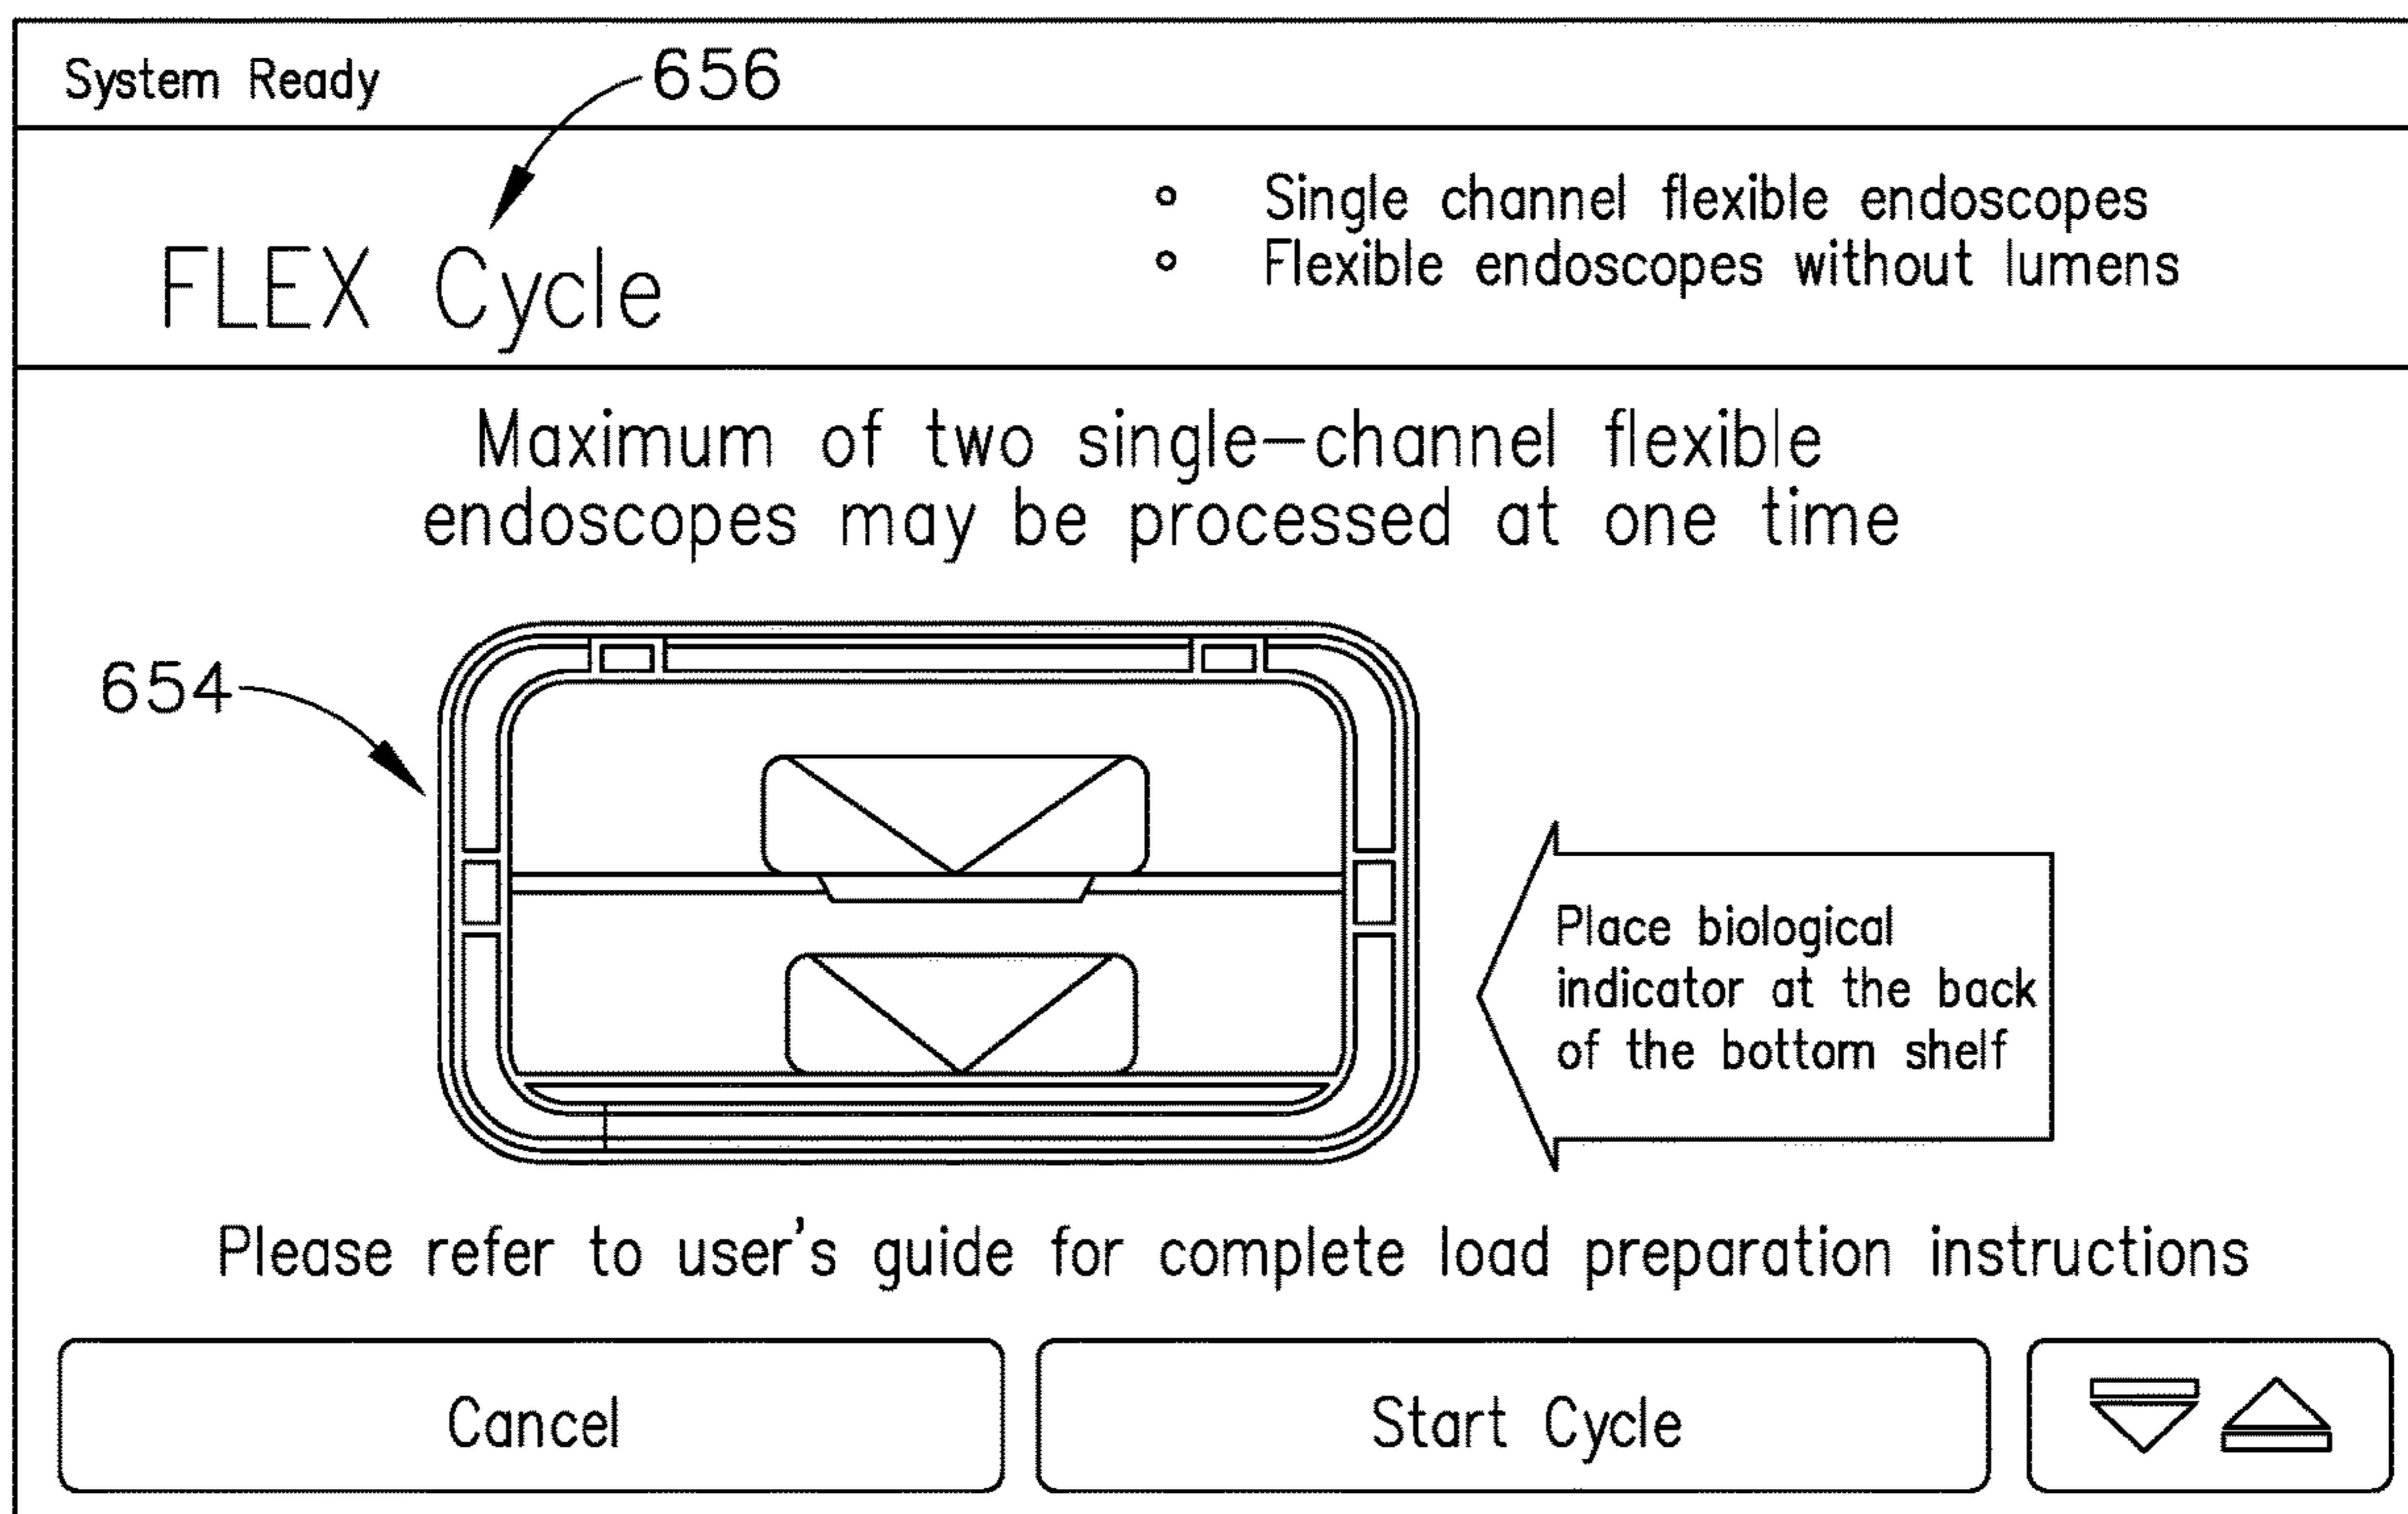 System Ready
656
FLEX Cycle
° Single channel flexible endoscopes
° Flexible endoscopes without lumens
Maximum of two single-channel flexible
endoscopes may be processed at one time
654
Place biological
indicator at the back
of the bottom shelf
Please refer to user's guide for complete load preparation instructions
Cancel
Start Cycle